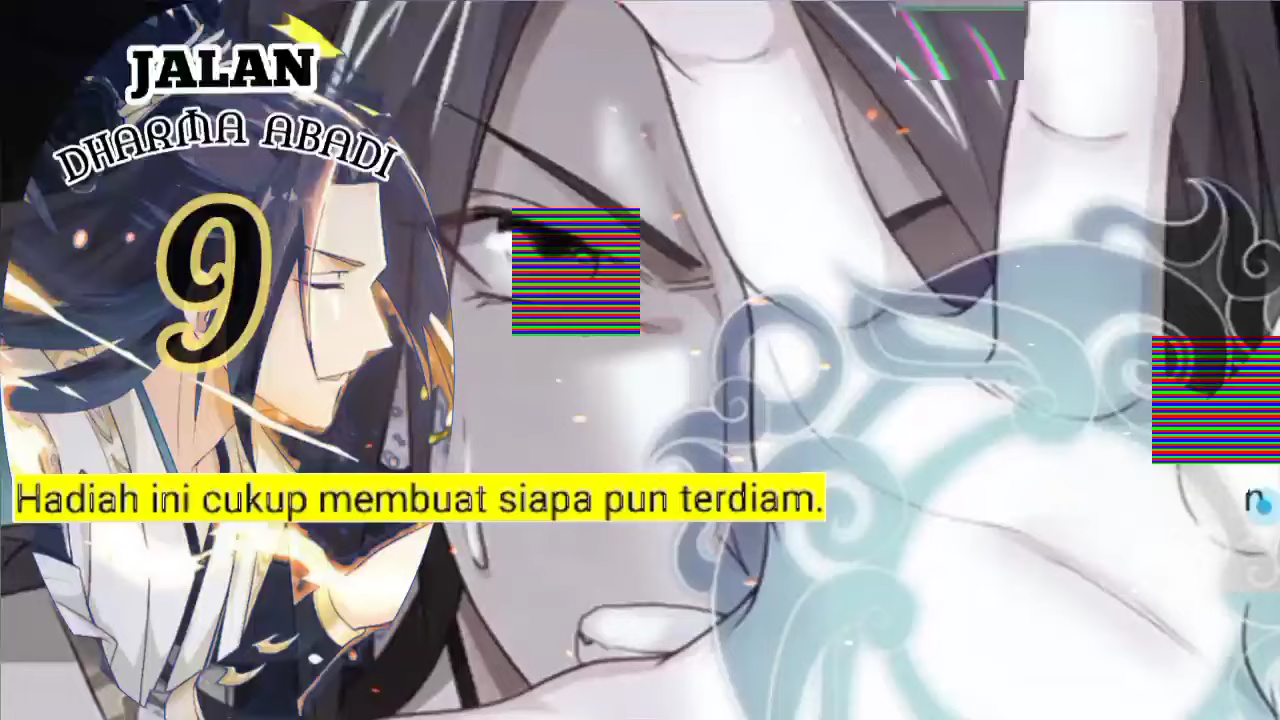 JALAN
DHARMA ABADI
9
Hadiah ini cukup membuat siapa pun terdiam.
n